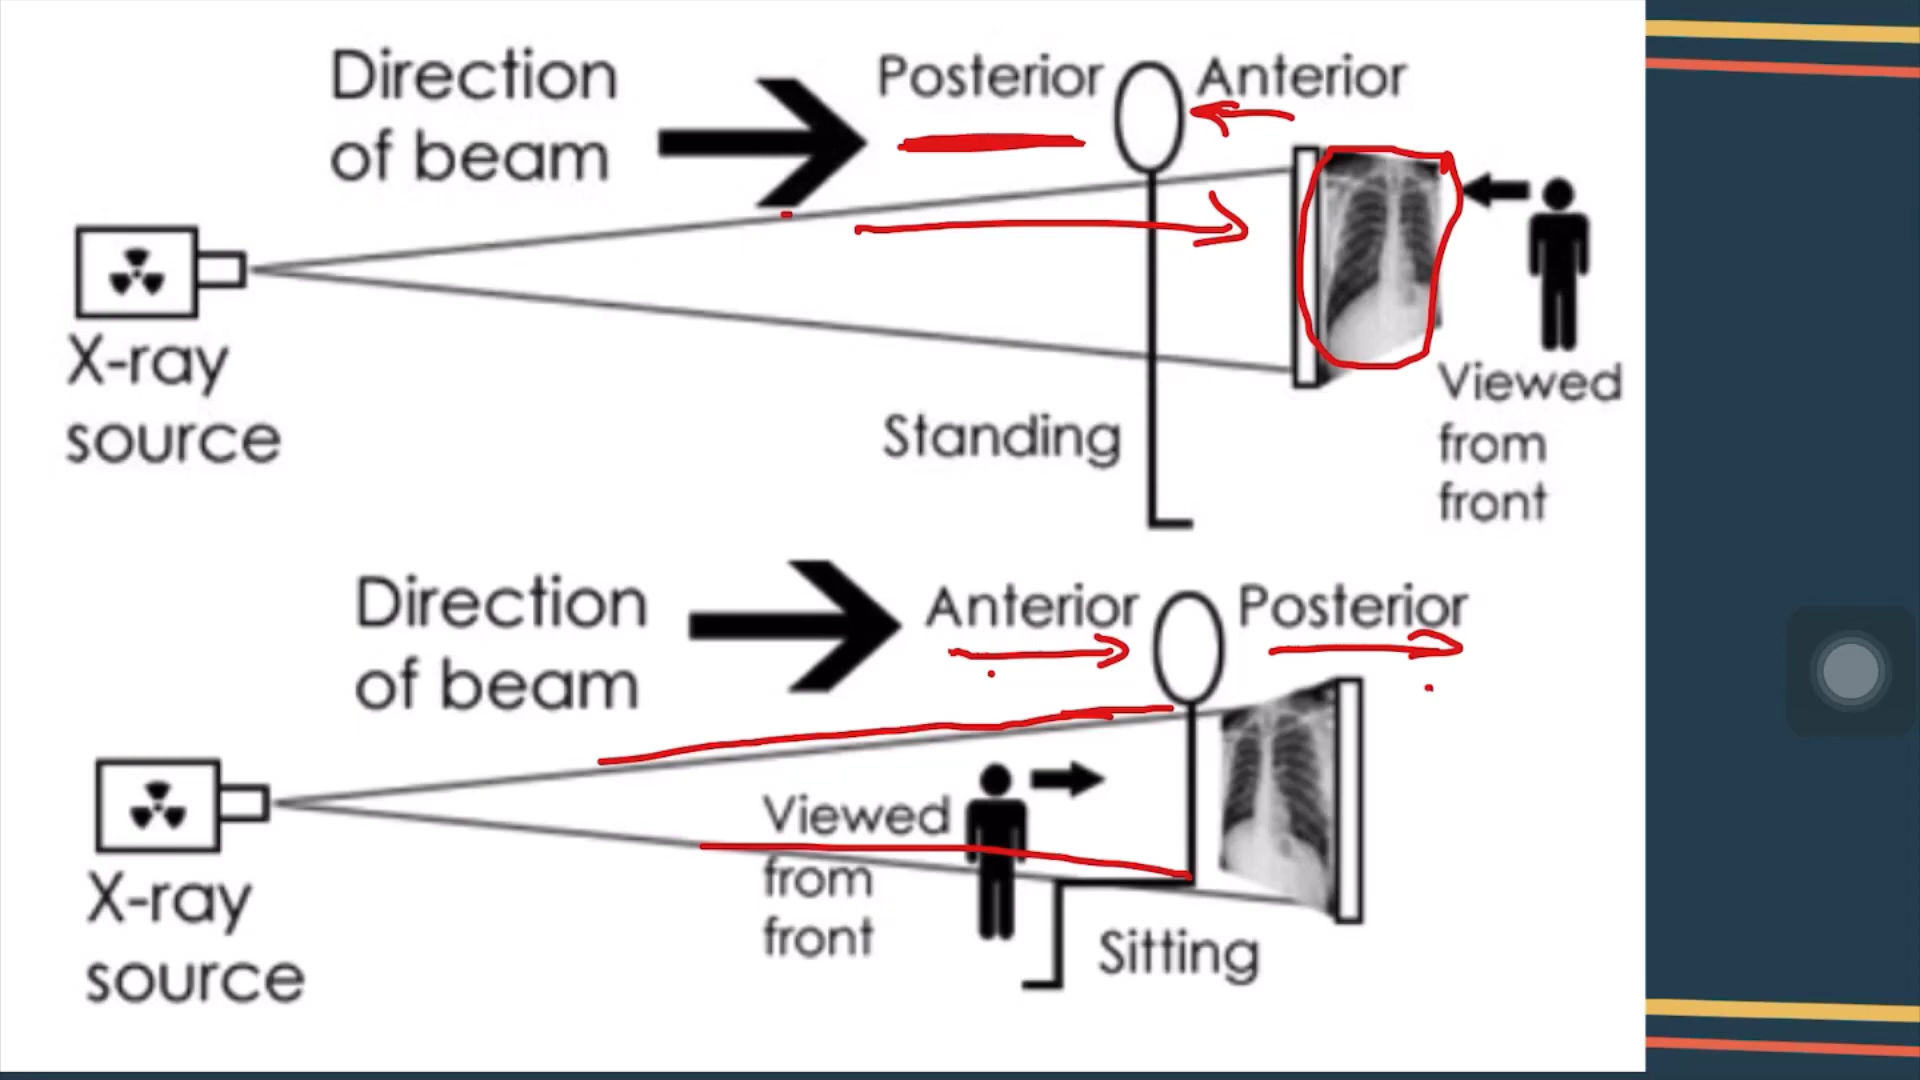 Direction
of beam
Posterior
Anterior
X-ray
source
Standing
Viewed
from
front
Direction
of beam
Anterior
Posterior
X-ray
source
Viewed
from
front
Sitting